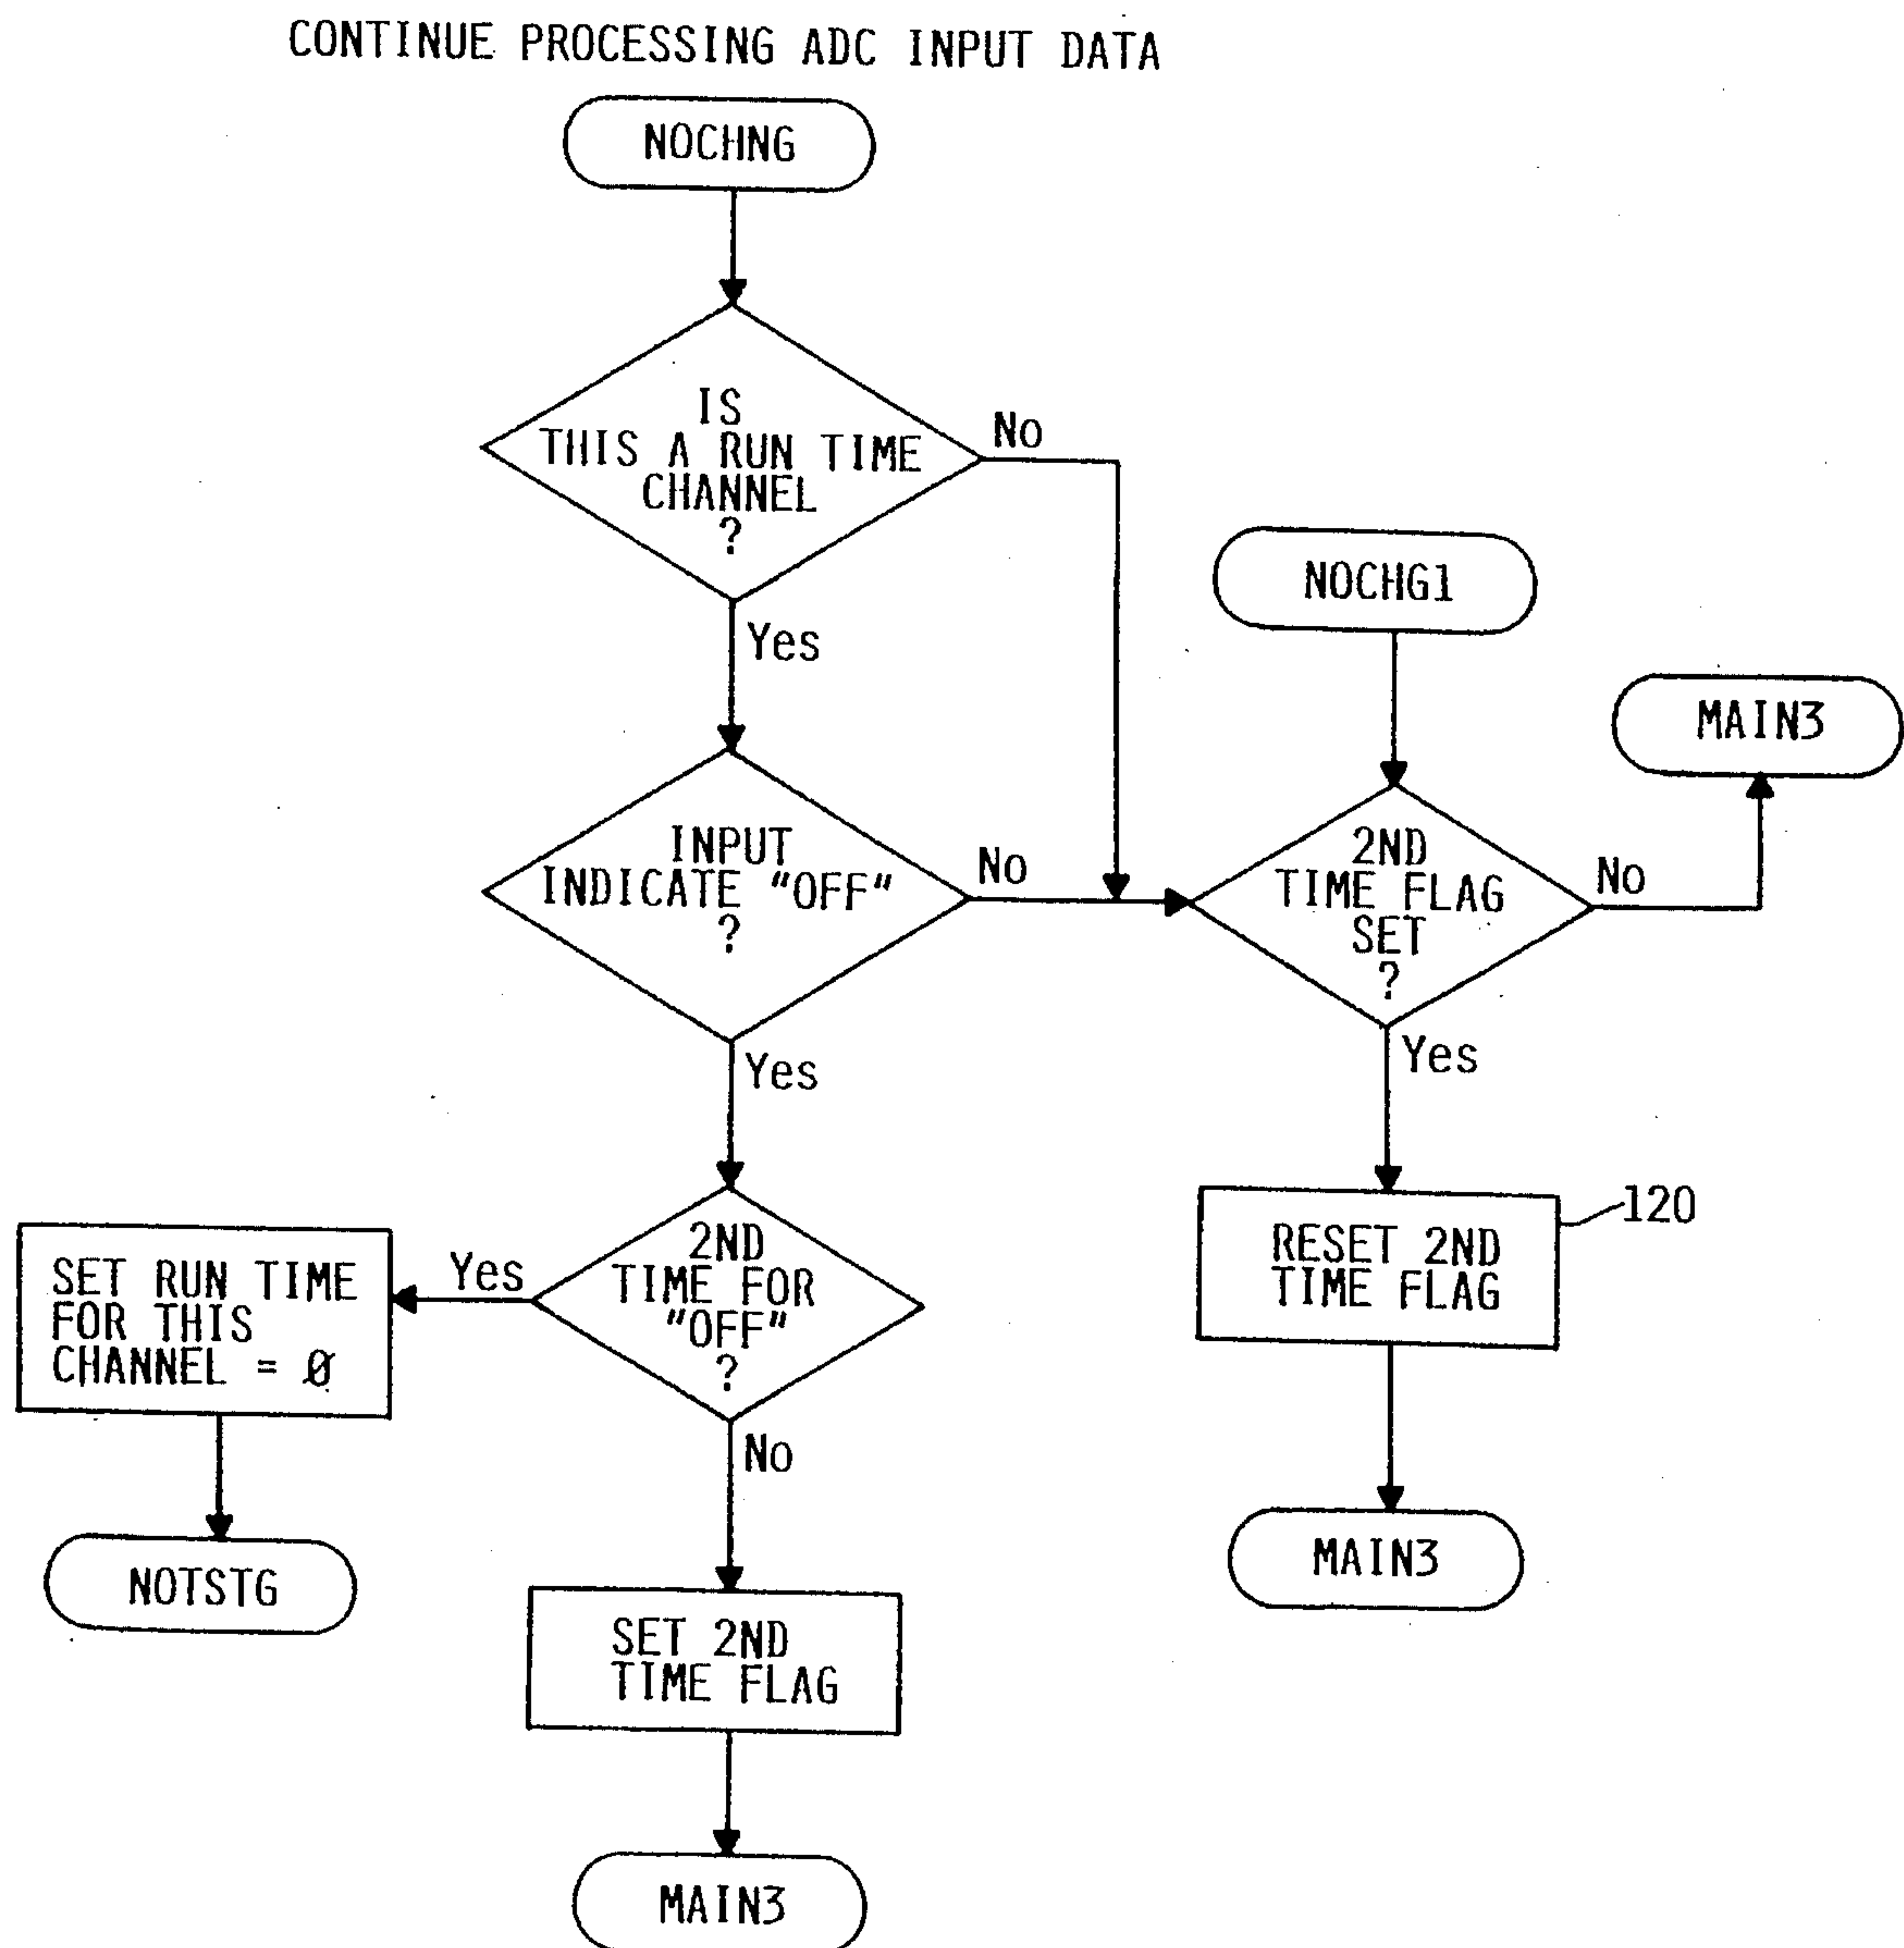 CONTINUE PROCESSING ADC INPUT DATA
NOCHNG
IS
THIS A RUN TIME
CHANNEL
?
No
Yes
NOCHG1
MAIN3
INPUT
INDICATE "OFF"
?
No
Yes
2ND
TIME FLAG
SET
?
No
Yes
2ND
TIME FOR
"OFF"
?
Yes
No
SET RUN TIME
FOR THIS
CHANNEL = Ø
NOTSTG
RESET 2ND
TIME FLAG
120
MAIN3
SET 2ND
TIME FLAG
MAIN3